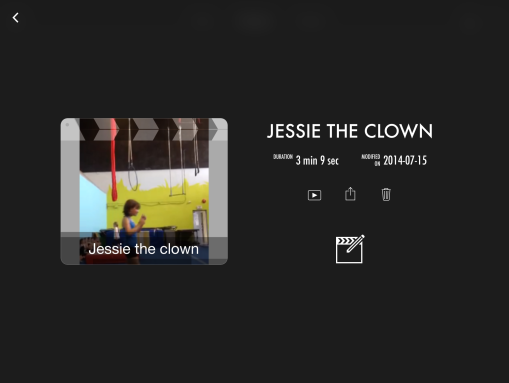 JESSIE THE CLOWN
DURATION 3 min 9 sec MODIFIED ON 2014-07-15
Jessie the clown